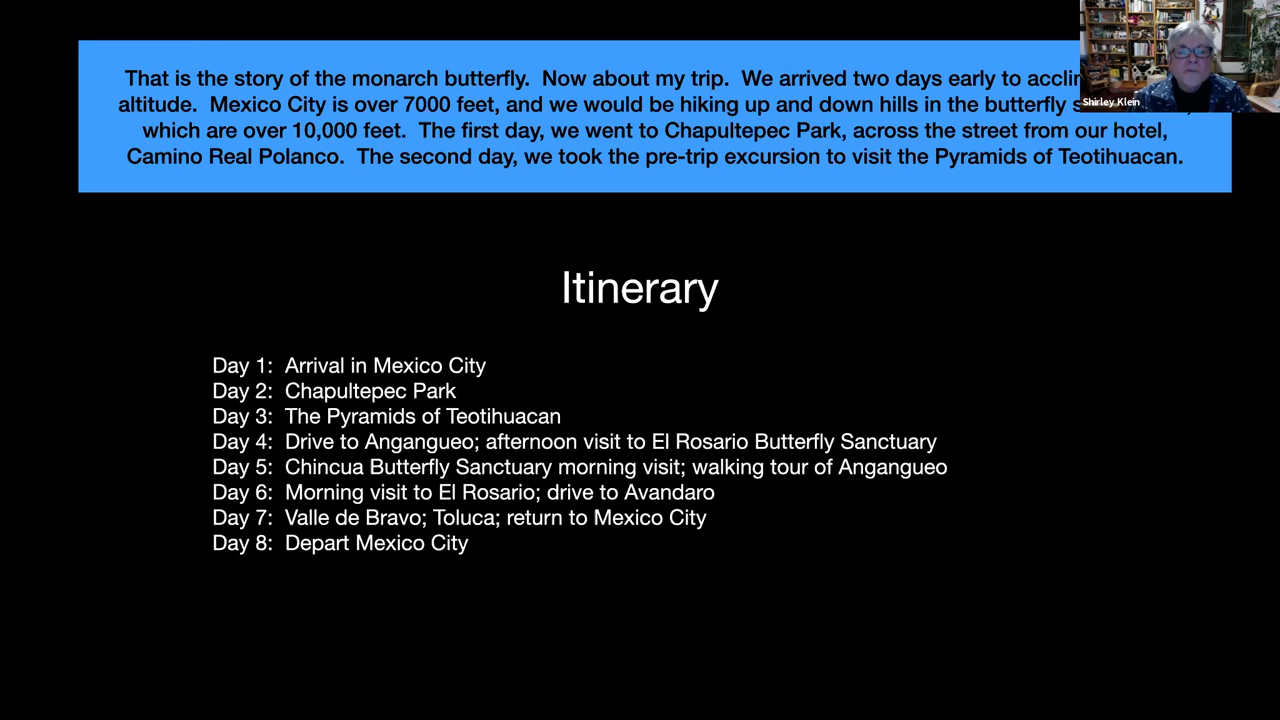 That is the story of the monarch butterfly. Now about my trip. We arrived two days early to
altitude. Mexico City is over 7000 feet, and we would be hiking up and down hills in the butterfly
which are over 10,000 feet. The first day, we went to Chapultepec Park, across the street from our hotel,
Camino Real Polanco. The second day, we took the pre-trip excursion to visit the Pyramids of Teotihuacan.
Shirley Klein
Itinerary
Day 1: Arrival in Mexico City
Day 2: Chapultepec Park
Day 3: The Pyramids of Teotihuacan
Day 4: Drive to Angangueo; afternoon visit to El Rosario Butterfly Sanctuary
Day 5: Chincua Butterfly Sanctuary morning visit; walking tour of Angangueo
Day 6: Morning visit to El Rosario; drive to Avandaro
Day 7: Valle de Bravo; Toluca; return to Mexico City
Day 8: Depart Mexico City